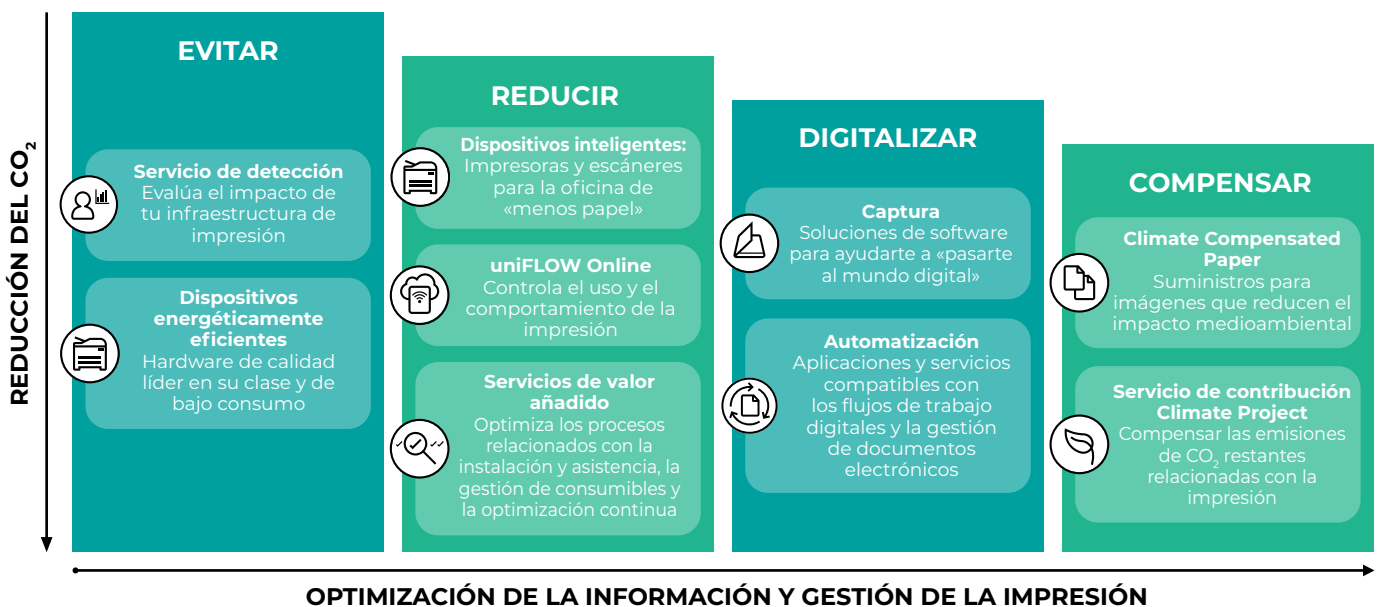 REDUCCIÓN DEL CO₂
EVITAR
Servicio de detección
Evalúa el impacto de
tu infraestructura de
impresión
Dispositivos
energéticamente
eficientes
Hardware de calidad
líder en su clase y de
bajo consumo
REDUCIR
Dispositivos inteligentes:
Impresoras y escáneres
para la oficina de
«menos papel»
uniFLOW Online
Controla el uso y el
comportamiento de la
impresión
Servicios de valor
añadido
Optimiza los procesos
relacionados con la
instalación y asistencia, la
gestión de consumibles y
la optimización continua
DIGITALIZAR
Captura
Soluciones de software
para ayudarte a «pasarte
al mundo digital»
Automatización
Aplicaciones y servicios
compatibles con
los flujos de trabajo
digitales y la gestión
de documentos
electrónicos
COMPENSAR
Climate Compensated
Paper
Suministros para
imágenes que reducen el
impacto medioambiental
Servicio de contribución
Climate Project
Compensar las emisiones
de CO₂ restantes
relacionadas con la
impresión
OPTIMIZACIÓN DE LA INFORMACIÓN Y GESTIÓN DE LA IMPRESIÓN